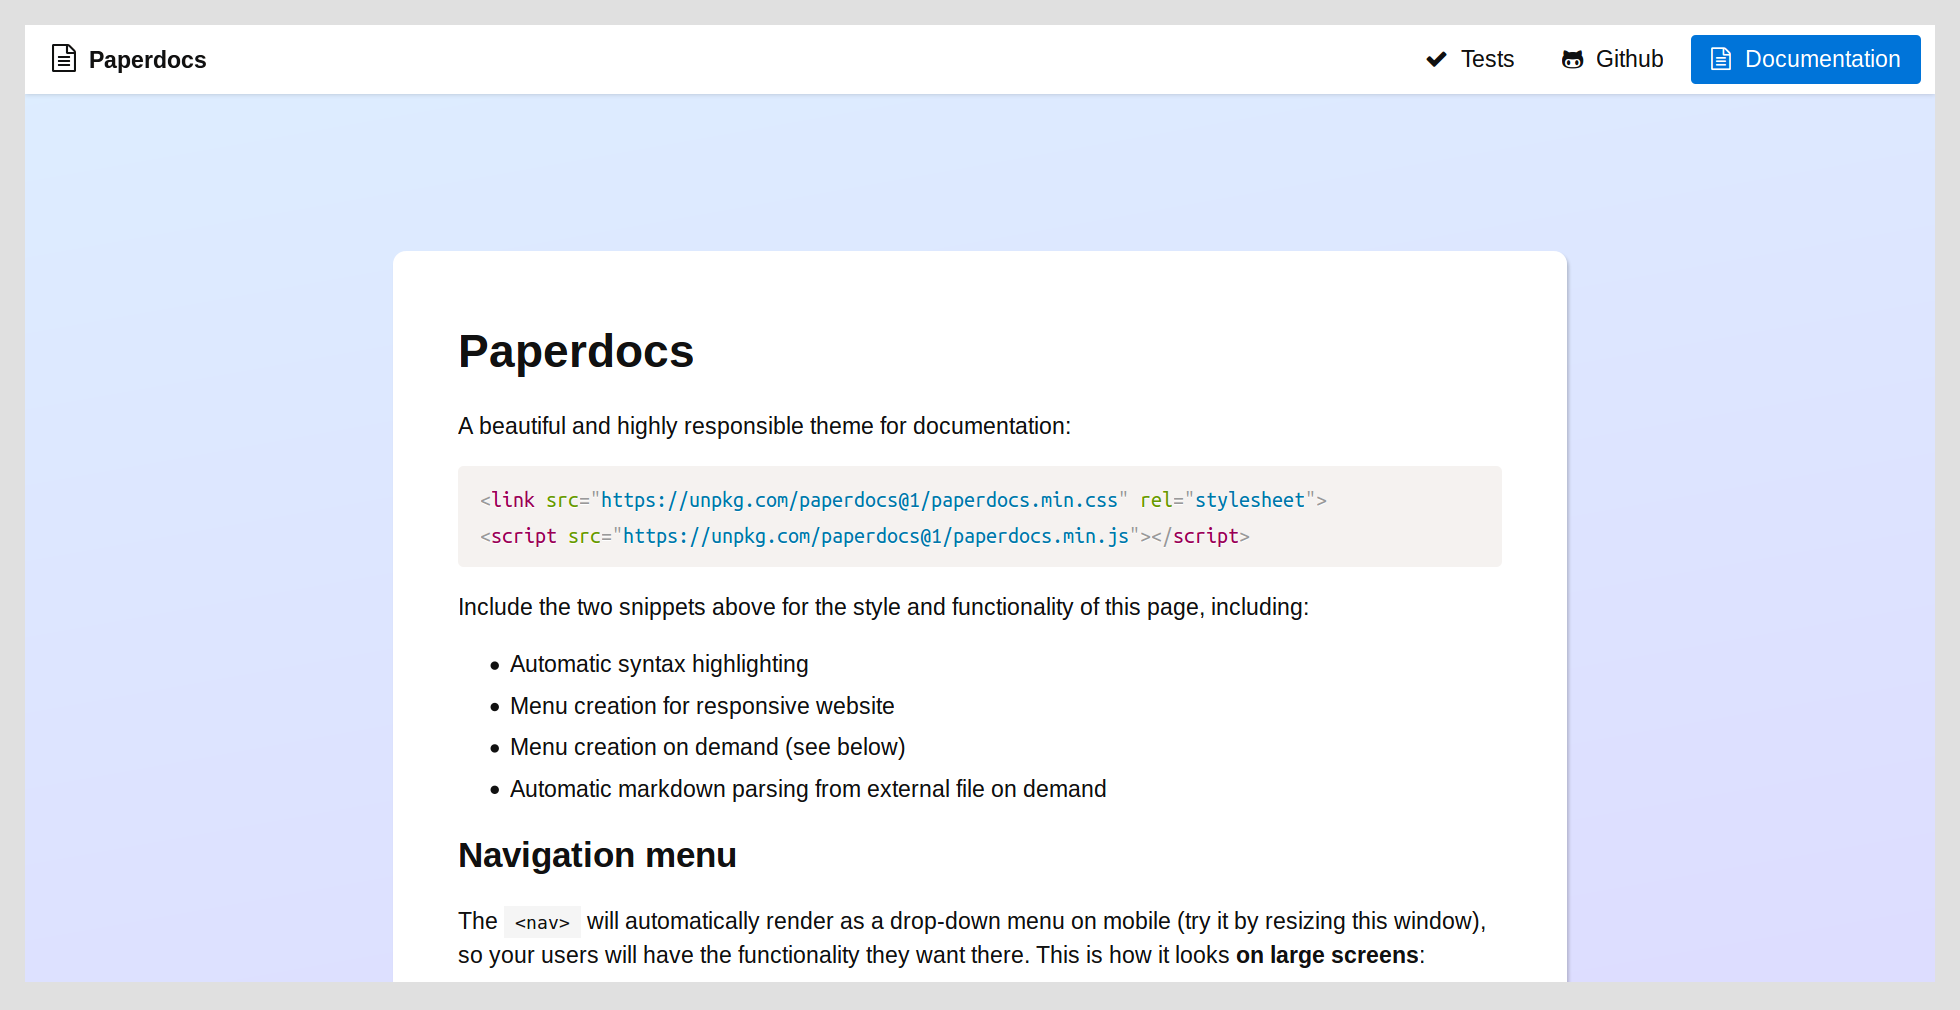 Paperdocs
Tests
Github
Documentation
Paperdocs
A beautiful and highly responsible theme for documentation:
<link src="https://unpkg.com/paperdocs@1/paperdocs.min.css" rel="stylesheet">
<script src="https://unpkg.com/paperdocs@1/paperdocs.min.js"></script>
Include the two snippets above for the style and functionality of this page, including:
• Automatic syntax highlighting
• Menu creation for responsive website
• Menu creation on demand (see below)
• Automatic markdown parsing from external file on demand
Navigation menu
The <nav> will automatically render as a drop-down menu on mobile (try it by resizing this window),
so your users will have the functionality they want there. This is how it looks on large screens: